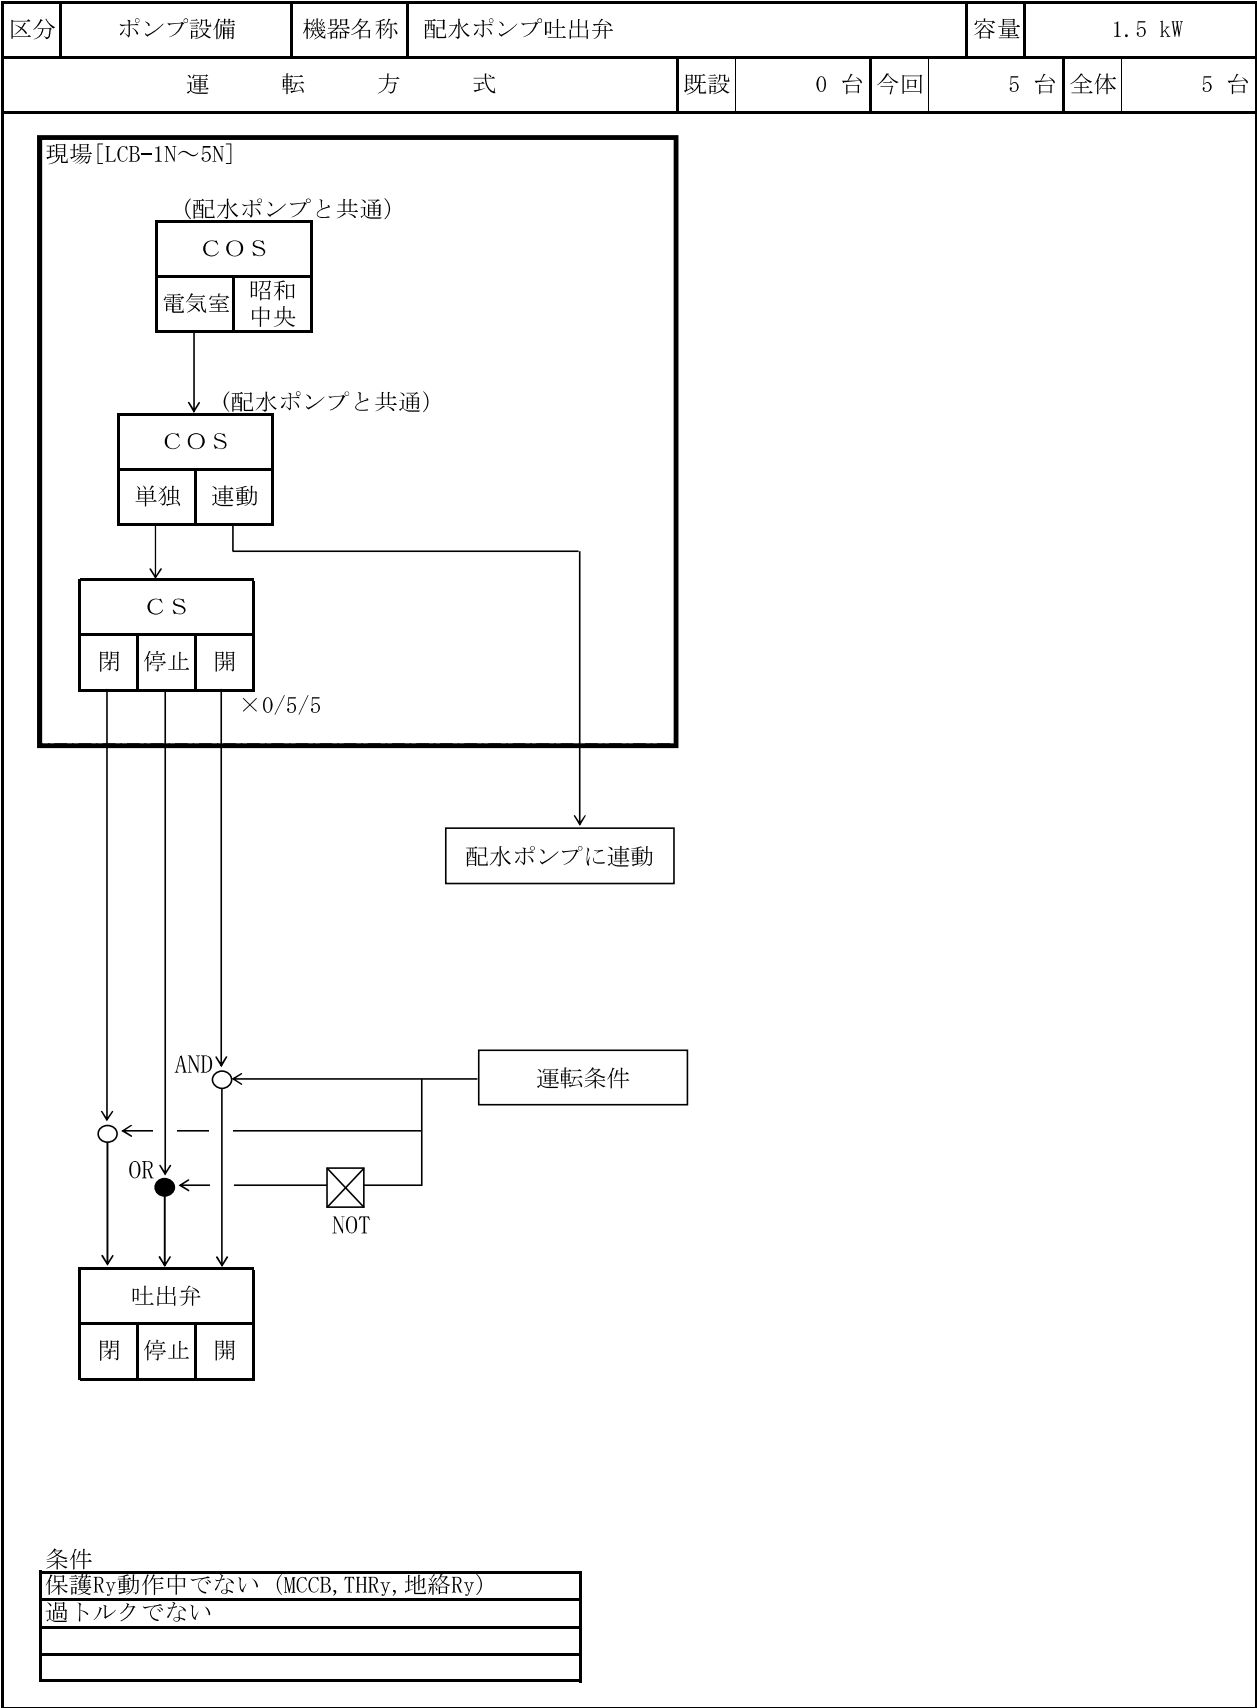 区分 ポンプ設備 機器名称 配水ポンプ吐出弁 容量 1.5 kW
運転方式 既設 0 台 今回 5 台 全体 5 台
現場[LCB-1N～5N]
(配水ポンプと共通)
ＣＯＳ
電気室 昭和
中央
(配水ポンプと共通)
ＣＯＳ
単独 連動
ＣＳ
閉 停止 開
×0/5/5
配水ポンプに連動
AND
運転条件
OR
NOT
吐出弁
閉 停止 開
条件
保護Ry動作中でない (MCCB,THRy,地絡Ry)
過トルクでない